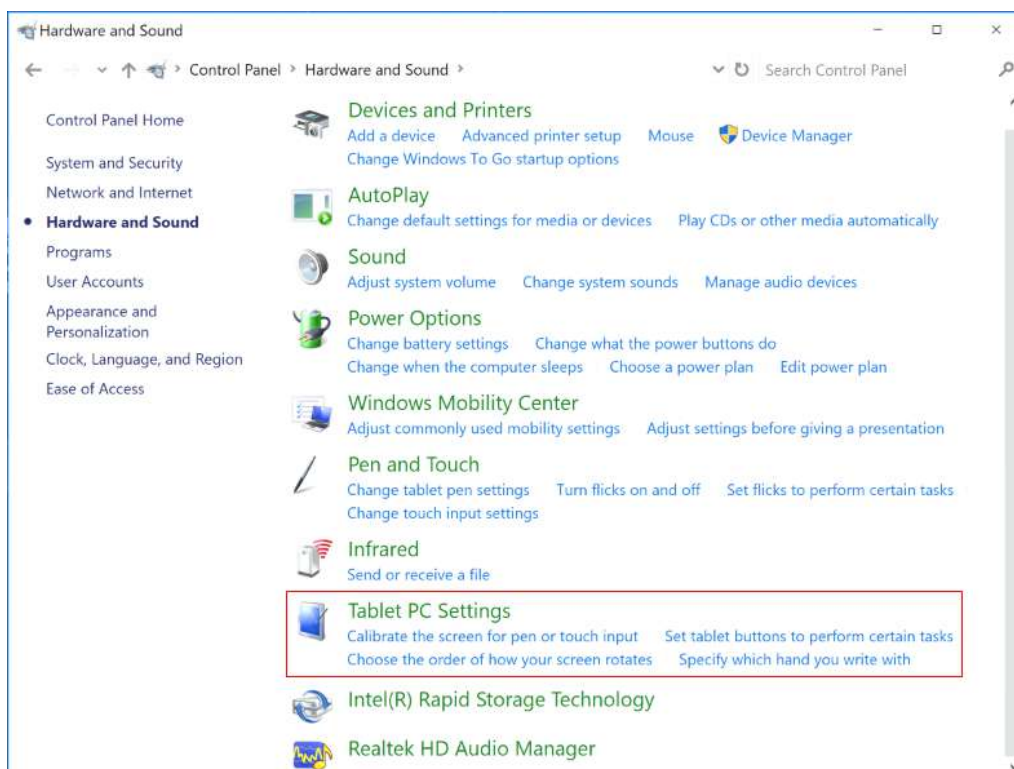 Hardware and Sound
Control Panel > Hardware and Sound >
Search Control Panel
Control Panel Home
System and Security
Network and Internet
Hardware and Sound
Programs
User Accounts
Appearance and
Personalization
Clock, Language, and Region
Ease of Access
Devices and Printers
Add a device Advanced printer setup Mouse Device Manager
Change Windows To Go startup options
AutoPlay
Change default settings for media or devices Play CDs or other media automatically
Sound
Adjust system volume Change system sounds Manage audio devices
Power Options
Change battery settings Change what the power buttons do
Change when the computer sleeps Choose a power plan Edit power plan
Windows Mobility Center
Adjust commonly used mobility settings Adjust settings before giving a presentation
Pen and Touch
Change tablet pen settings Turn flicks on and off Set flicks to perform certain tasks
Change touch input settings
Infrared
Send or receive a file
Tablet PC Settings
Calibrate the screen for pen or touch input Set tablet buttons to perform certain tasks
Choose the order of how your screen rotates Specify which hand you write with
Intel(R) Rapid Storage Technology
Realtek HD Audio Manager